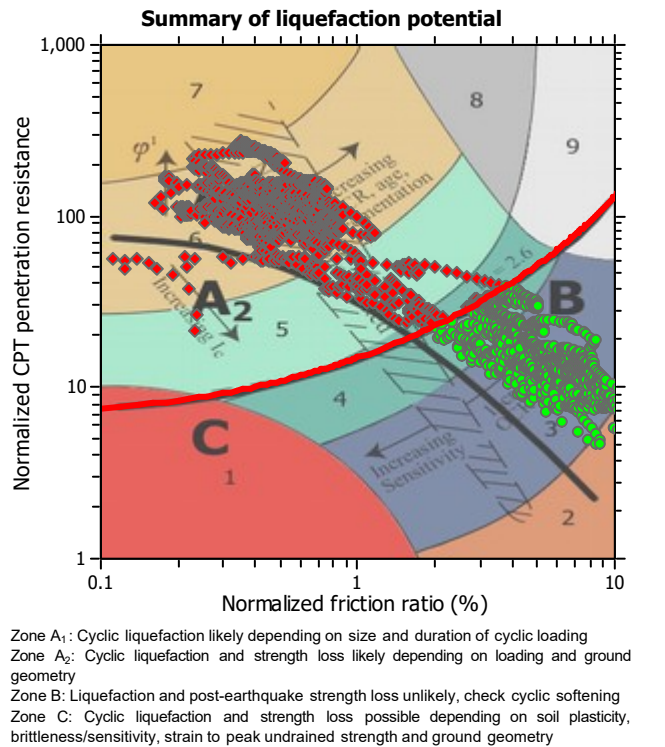 Summary of liquefaction potential
1,000
7
8
φ'
9
Increasing
100
6
= 2.6
A2
B
Increasing Ic
5
10
4
C
3
1
Increasing
Sensitivity
2
1
0.1
1
10
Normalized CPT penetration resistance
Normalized friction ratio (%)
Zone A1: Cyclic liquefaction likely depending on size and duration of cyclic loading
Zone A2: Cyclic liquefaction and strength loss likely depending on loading and ground
geometry
Zone B: Liquefaction and post-earthquake strength loss unlikely, check cyclic softening
Zone C: Cyclic liquefaction and strength loss possible depending on soil plasticity,
brittleness/sensitivity, strain to peak undrained strength and ground geometry